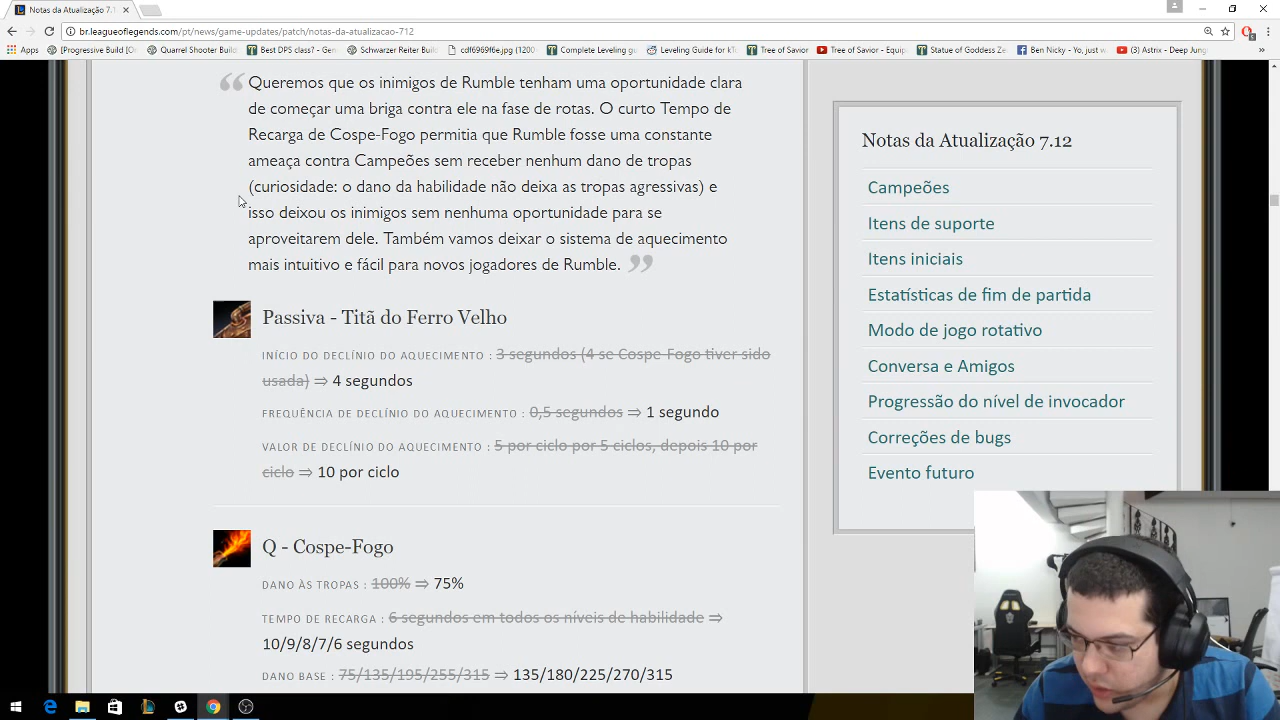 Notas da Atualização 7.1
br.leagueoflegends.com/pt/news/game-updates/patch/notas-da-atualizacao-712
Apps
[Progressive Build [O
Quarrel Shooter Build
Best DPS class? - Gen
Schwarzer Reiter Buil
cdf6969f6e.jpg (1200
Complete Leveling gu
Leveling Guide - kTo
Tree of Savior
Tree of Savior - Equip
Statue of Goddess Ze
Ben Nicky - Yo, just w
(3) Astrix - Deep Jung
»
“ Queremos que os inimigos de Rumble tenham uma oportunidade clara
de começar uma briga contra ele na fase de rotas. O curto Tempo de
Recarga de Cospe-Fogo permitia que Rumble fosse uma constante
ameaça contra Campeões sem receber nenhum dano de tropas
(curiosidade: o dano da habilidade não deixa as tropas agressivas) e
isso deixou os inimigos sem nenhuma oportunidade para se
aproveitarem dele. Também vamos deixar o sistema de aquecimento
mais intuitivo e fácil para novos jogadores de Rumble. ”
Passiva - Titã do Ferro Velho
INÍCIO DO DECLÍNIO DO AQUECIMENTO : 3 segundos (4 se Cospe-Fogo tiver sido
usada) ⇒ 4 segundos
FREQUÊNCIA DE DECLÍNIO DO AQUECIMENTO : 0,5 segundos ⇒ 1 segundo
VALOR DE DECLÍNIO DO AQUECIMENTO : 5 por ciclo por 5 ciclos, depois 10 por
ciclo ⇒ 10 por ciclo
Q - Cospe-Fogo
DANO ÀS TROPAS : 100% ⇒ 75%
TEMPO DE RECARGA : 6 segundos em todos os níveis de habilidade ⇒
10/9/8/7/6 segundos
DANO BASE : 75/135/195/255/315 ⇒ 135/180/225/270/315
Notas da Atualização 7.12
Campeões
Itens de suporte
Itens iniciais
Estatísticas de fim de partida
Modo de jogo rotativo
Conversa e Amigos
Progressão do nível de invocador
Correções de bugs
Evento futuro